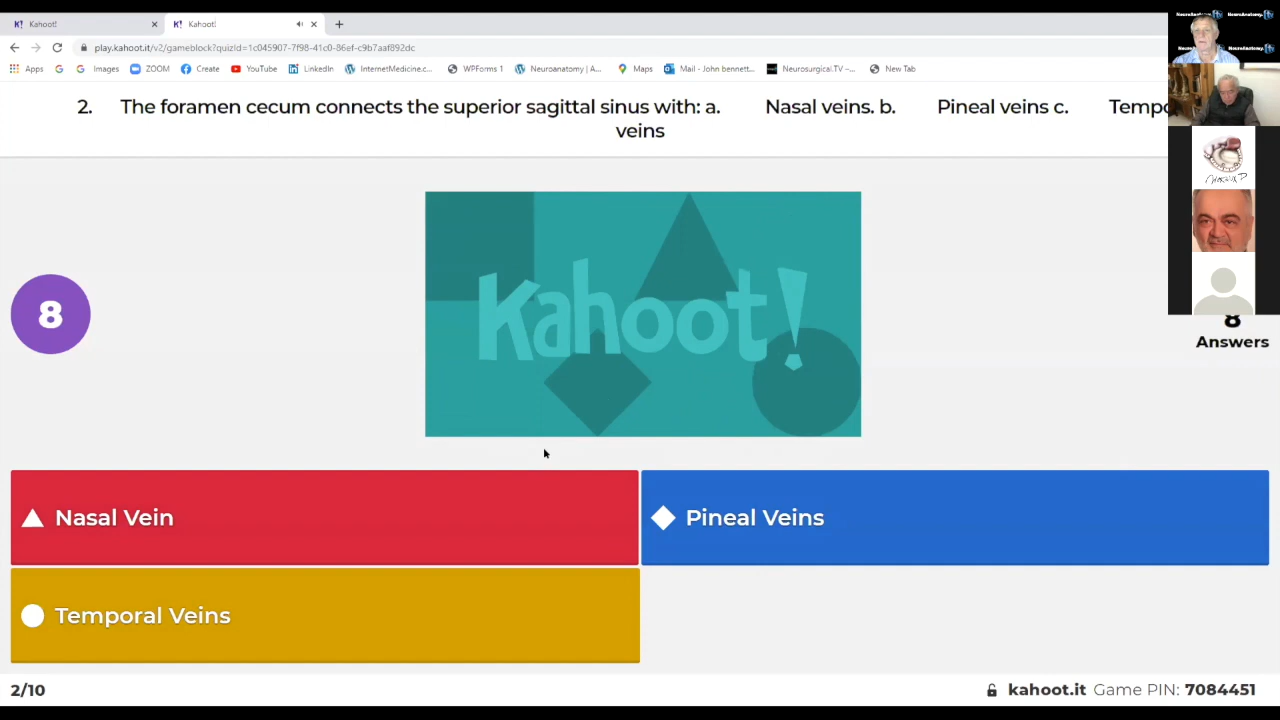 Kahoot!
Kahoot!
play.kahoot.it/v2/gameblock?quizId=1c045907-7f98-41c0-86ef-c9b7aaf892dc
Apps Images ZOOM Create YouTube LinkedIn InternetMedicine.c... WPForms 1 Neuroanatomy | A... Maps Mail - John bennett... Neurosurgical.TV -... New Tab
2. The foramen cecum connects the superior sagittal sinus with: a. Nasal veins. b. Pineal veins c. Tempo
veins
Kahoot!
8
8
Answers
Nasal Vein
Pineal Veins
Temporal Veins
2/10
kahoot.it Game PIN: 7084451